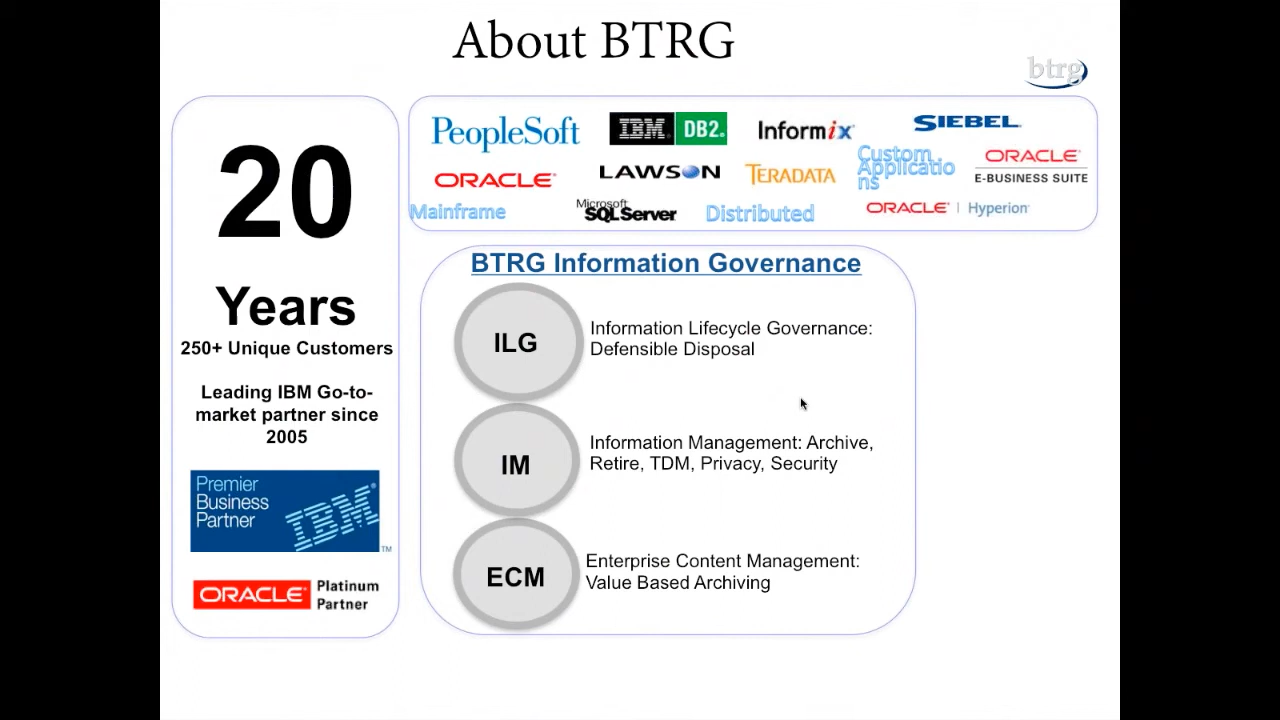 About BTRG
btrg
20
Years
250+ Unique Customers
Leading IBM Go-to-
market partner since
2005
Premier
Business
Partner
IBM®
TM
ORACLE®
Platinum
Partner
PeopleSoft
IBM® DB2®
Informix®
SIEBEL
ORACLE®
LAWSON
TERADATA
Custom
Applicatio
ns
ORACLE®
E-BUSINESS SUITE
Mainframe
Microsoft
SQL Server
Distributed
ORACLE® | Hyperion®
BTRG Information Governance
ILG
Information Lifecycle Governance:
Defensible Disposal
IM
Information Management: Archive,
Retire, TDM, Privacy, Security
ECM
Enterprise Content Management:
Value Based Archiving